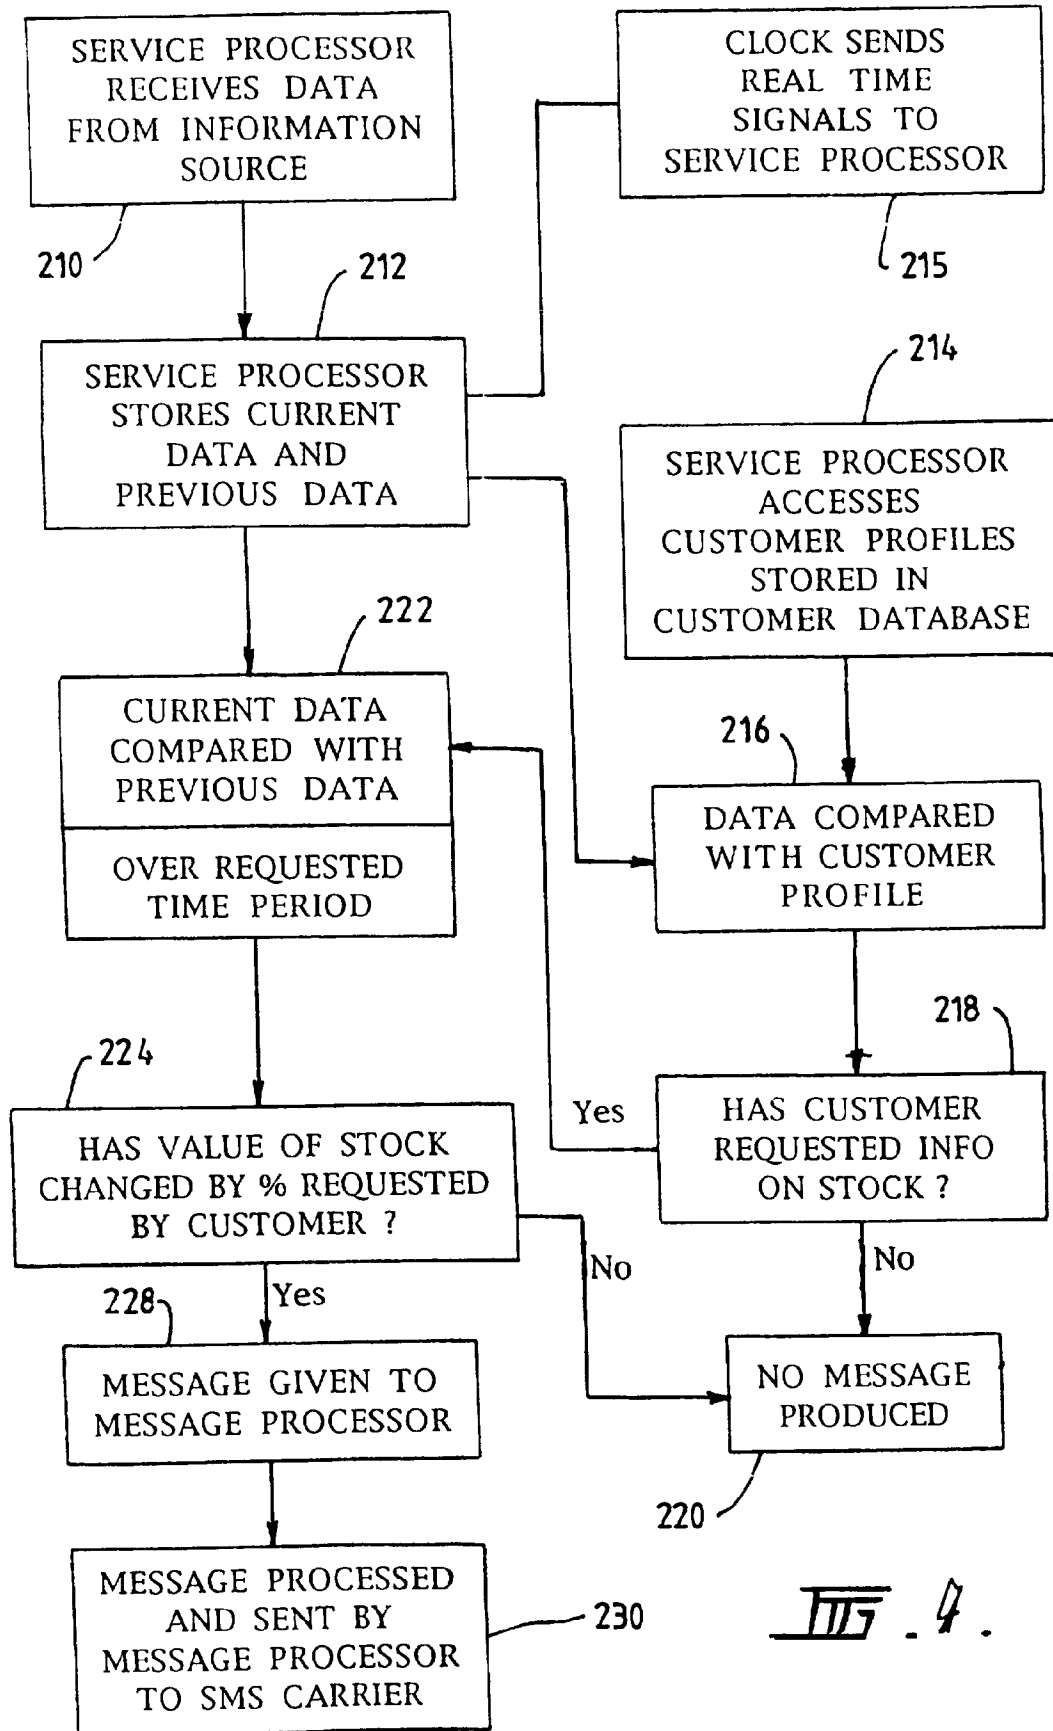 SERVICE PROCESSOR
RECEIVES DATA
FROM INFORMATION
SOURCE
210
CLOCK SENDS
REAL TIME
SIGNALS TO
SERVICE PROCESSOR
215
212
SERVICE PROCESSOR
STORES CURRENT
DATA AND
PREVIOUS DATA
214
SERVICE PROCESSOR
ACCESSES
CUSTOMER PROFILES
STORED IN
CUSTOMER DATABASE
222
CURRENT DATA
COMPARED WITH
PREVIOUS DATA
OVER REQUESTED
TIME PERIOD
216
DATA COMPARED
WITH CUSTOMER
PROFILE
218
HAS CUSTOMER
REQUESTED INFO
ON STOCK ?
Yes
No
224
HAS VALUE OF STOCK
CHANGED BY % REQUESTED
BY CUSTOMER ?
No
Yes
228
MESSAGE GIVEN TO
MESSAGE PROCESSOR
NO MESSAGE
PRODUCED
220
MESSAGE PROCESSED
AND SENT BY
MESSAGE PROCESSOR
TO SMS CARRIER
230
FIG. 4.